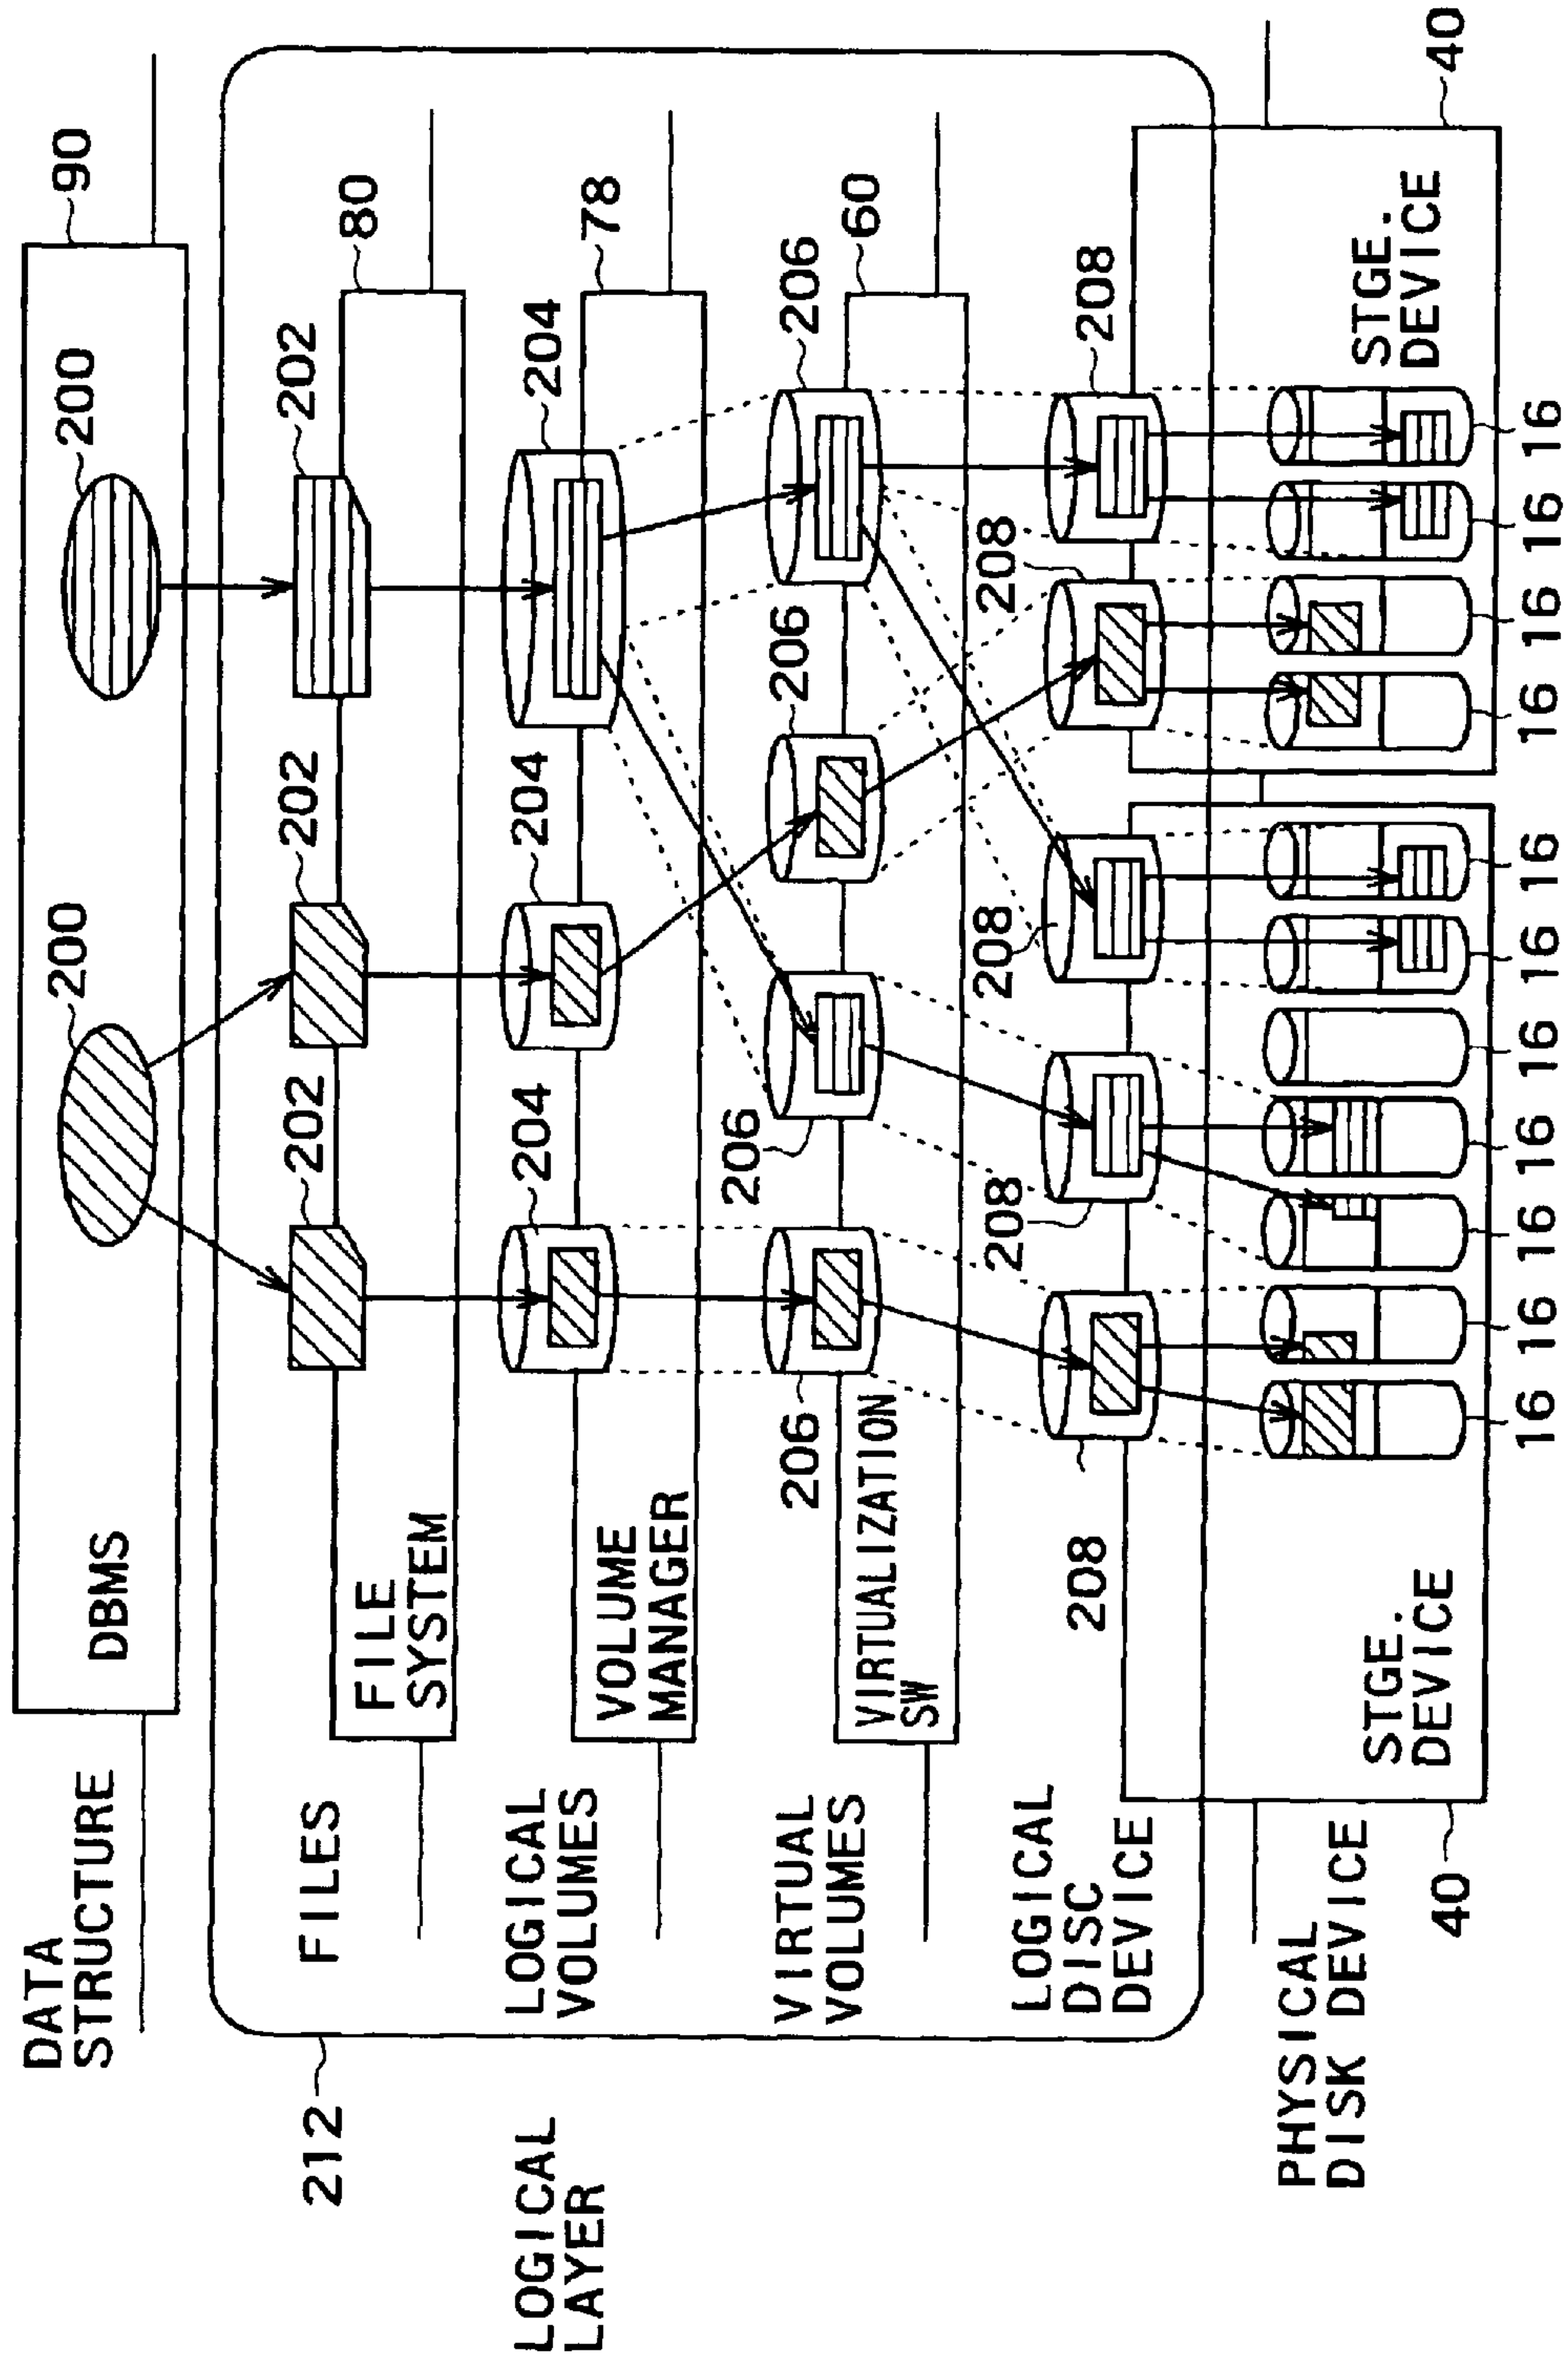 DATA
STRUCTURE
DBMS
200
200
90
212
FILES
FILE
SYSTEM
202
202
202
80
LOGICAL
LAYER
LOGICAL
VOLUMES
VOLUME
MANAGER
204
204
204
78
VIRTUAL
VOLUMES
VIRTUALIZATION
SW
206
206
206
206
60
LOGICAL
DISC
DEVICE
208
208
208
208
208
PHYSICAL
DISK DEVICE
40
STGE.
DEVICE
STGE.
DEVICE
40
16
16
16
16
16
16
16
16
16
16
16